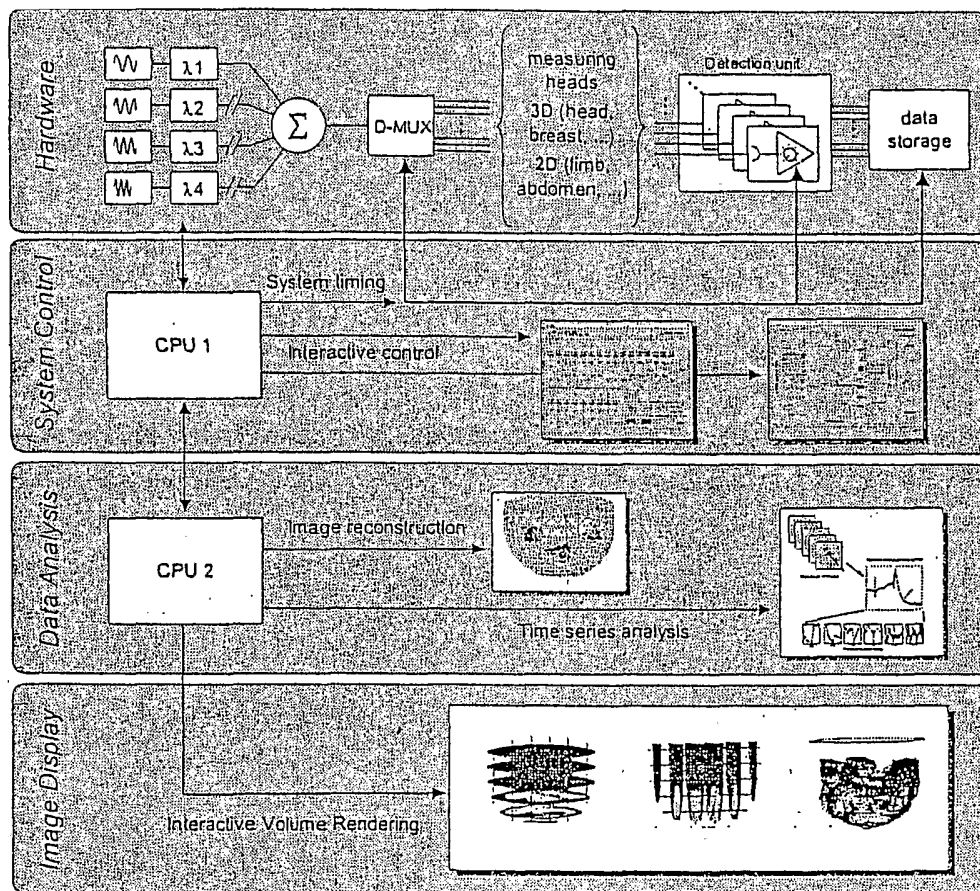 Hardware
λ1
λ2
λ3
λ4
Σ
D-MUX
measuring
heads
3D (head,
breast, ...)
2D (limb,
abdomen, ...)
Detection unit
data
storage
System Control
CPU 1
System timing
Interactive control
Data Analysis
CPU 2
Image reconstruction
Time series analysis
Image Display
Interactive Volume Rendering